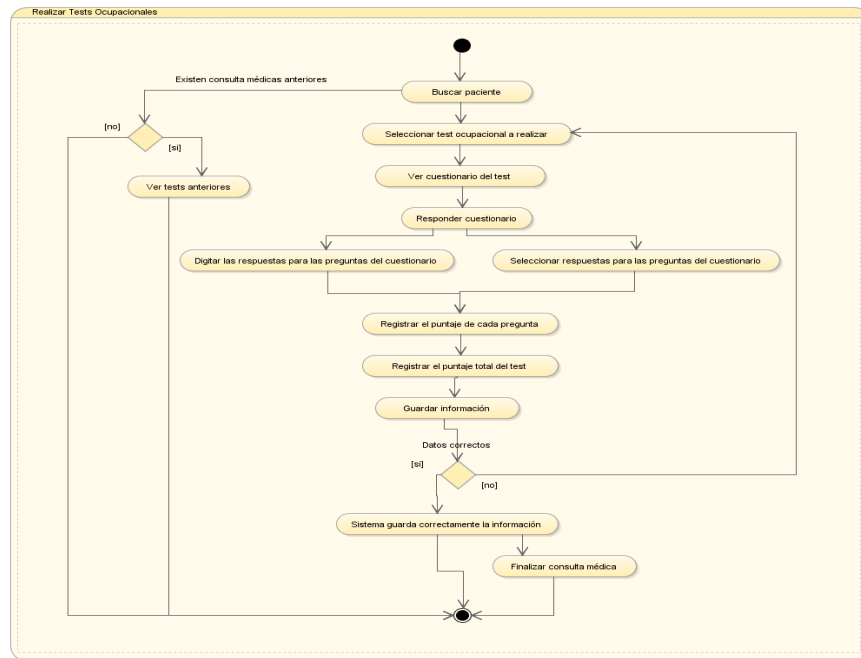 Realizar Tests Ocupacionales
Existen consulta médicas anteriores
Buscar paciente
[no]
[si]
Seleccionar test ocupacional a realizar
Ver tests anteriores
Ver cuestionario del test
Responder cuestionario
Digitar las respuestas para las preguntas del cuestionario
Seleccionar respuestas para las preguntas del cuestionario
Registrar el puntaje de cada pregunta
Registrar el puntaje total del test
Guardar información
Datos correctos
[si]
[no]
Sistema guarda correctamente la información
Finalizar consulta médica